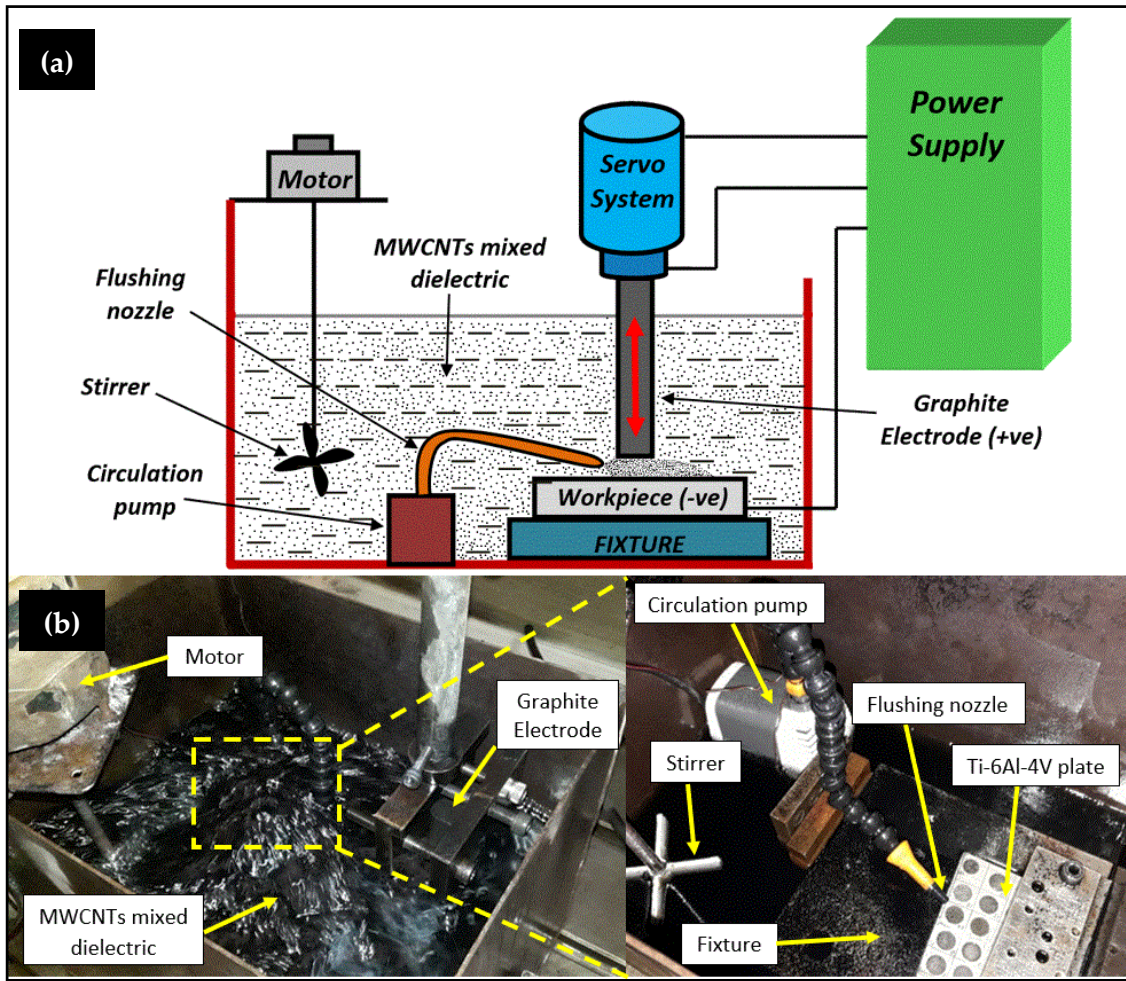 (a)
Power
Supply
Servo
System
Motor
MWCNTs mixed
dielectric
Flushing
nozzle
Stirrer
Graphite
Electrode (+ve)
Circulation
pump
Workpiece (-ve)
FIXTURE
(b)
Motor
Graphite
Electrode
MWCNTs mixed
dielectric
Circulation pump
Flushing nozzle
Stirrer
Ti-6Al-4V plate
Fixture